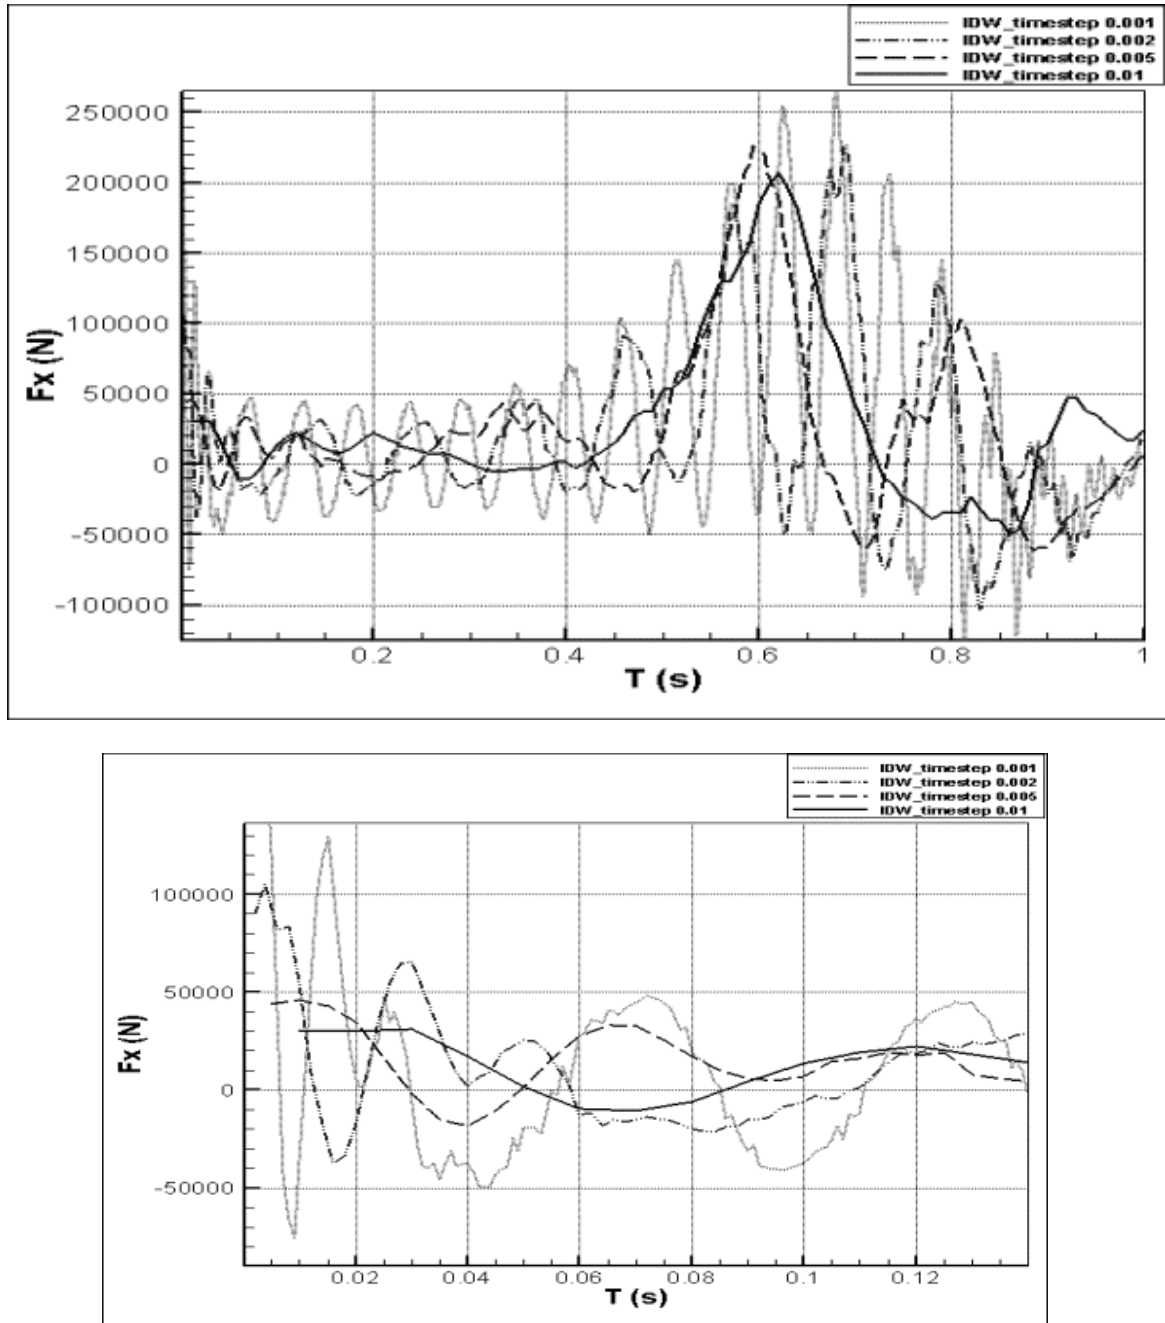 IDW_timestep 0.001
IDW_timestep 0.002
IDW_timestep 0.005
IDW_timestep 0.01
250000
200000
150000
100000
50000
0
-50000
-100000
Fx (N)
0.2
0.4
0.6
0.8
1
T (s)
IDW_timestep 0.001
IDW_timestep 0.002
IDW_timestep 0.005
IDW_timestep 0.01
100000
50000
0
-50000
Fx (N)
0.02
0.04
0.06
0.08
0.1
0.12
T (s)